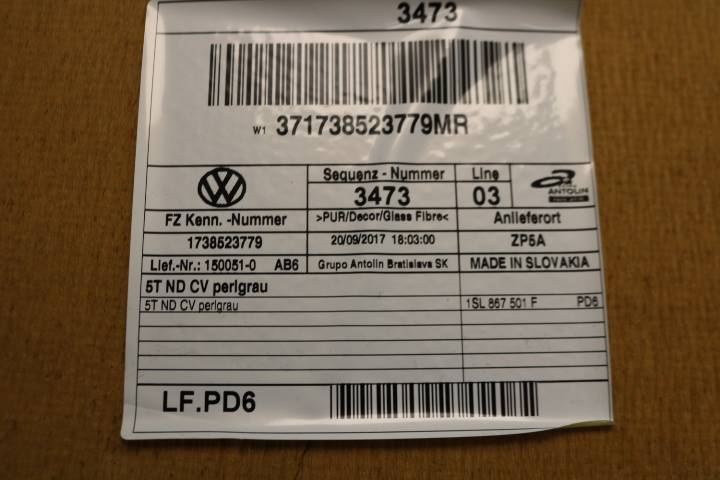 3473
W1 371738523779MR
Sequenz - Nummer Line
3473 03
ANTOLIN
FZ Kenn. -Nummer >PUR/Decor/Glass Fibre< Anlieferort
1738523779 20/09/2017 18:03:00 ZP5A
Lief.-Nr.: 150051-0 AB6 Grupo Antolin Bratislava SK MADE IN SLOVAKIA
5T ND CV perlgrau
5T ND CV perlgrau 1SL 867 501 F PD6
LF.PD6